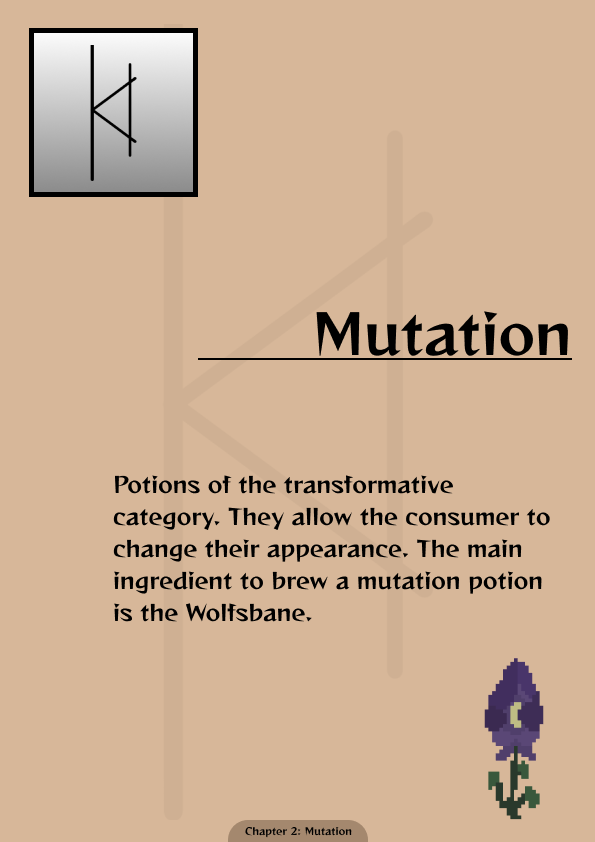 Mutation
Potions of the transformative
category. They allow the consumer to
change their appearance. The main
ingredient to brew a mutation potion
is the Wolfsbane.
Chapter 2: Mutation